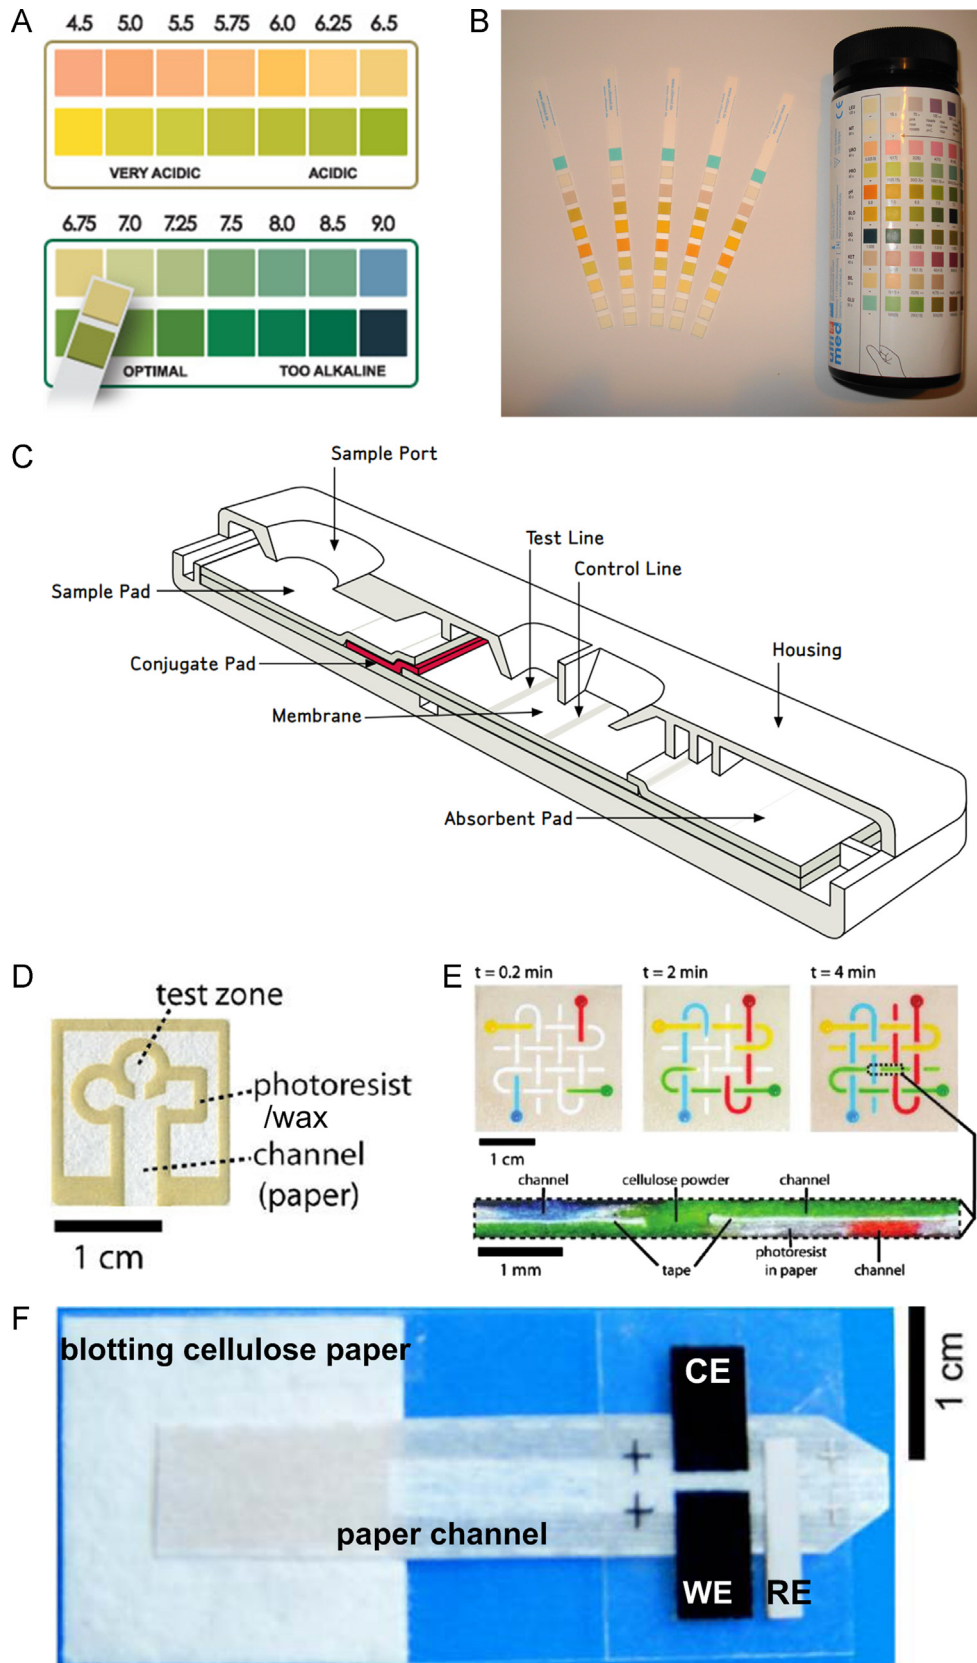 A
4.5 5.0 5.5 5.75 6.0 6.25 6.5
VERY ACIDIC ACIDIC
6.75 7.0 7.25 7.5 8.0 8.5 9.0
OPTIMAL TOO ALKALINE
B
med
C
Sample Port
Test Line
Control Line
Sample Pad
Conjugate Pad
Housing
Membrane
Absorbent Pad
D
test zone
photoresist
/wax
channel
(paper)
1 cm
E
t = 0.2 min t = 2 min t = 4 min
1 cm
channel cellulose powder channel
1 mm
tape
photoresist
in paper
channel
F
blotting cellulose paper
CE
1 cm
paper channel
WE RE